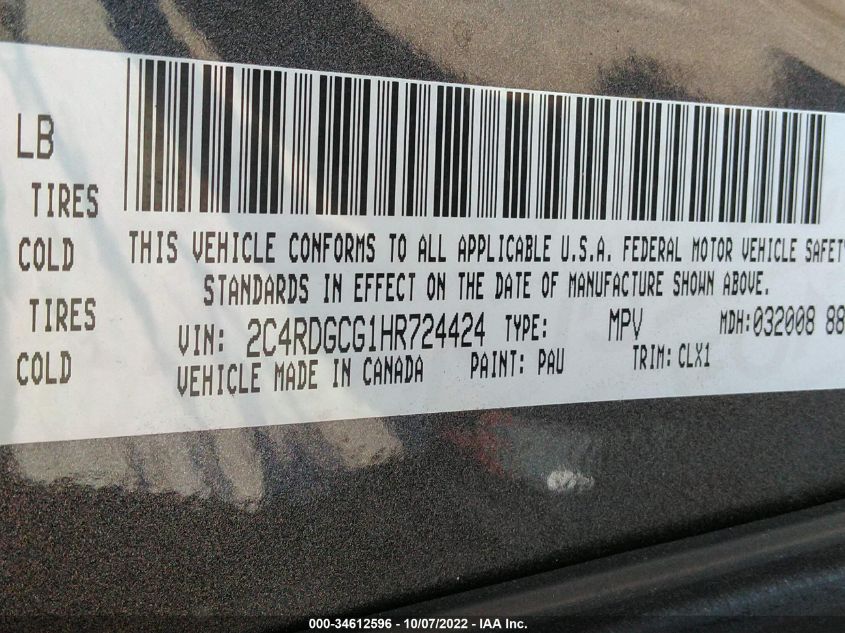 LB
TIRES
COLD
TIRES
COLD
THIS VEHICLE CONFORMS TO ALL APPLICABLE U.S.A. FEDERAL MOTOR VEHICLE SAFETY
STANDARDS IN EFFECT ON THE DATE OF MANUFACTURE SHOWN ABOVE.
VIN: 2C4RDGCG1HR724424 TYPE: MPV MDH:032008 88
VEHICLE MADE IN CANADA PAINT: PAU TRIM: CLX1
000-34612596 - 10/07/2022 - IAA Inc.